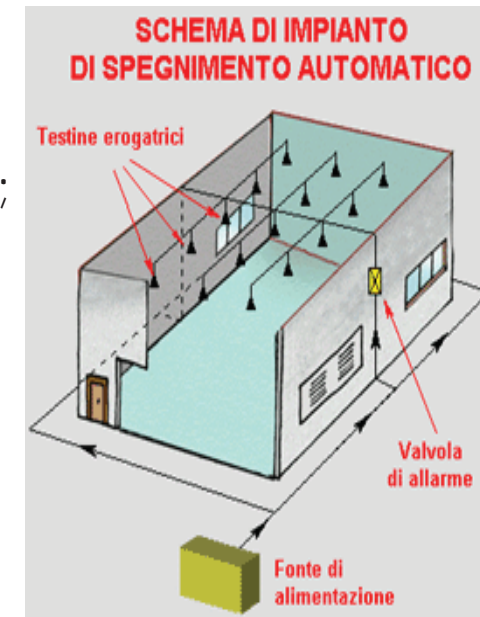 SCHEMA DI IMPIANTO
DI SPEGNIMENTO AUTOMATICO
Testine erogatrici
Valvola
di allarme
Fonte di
alimentazione